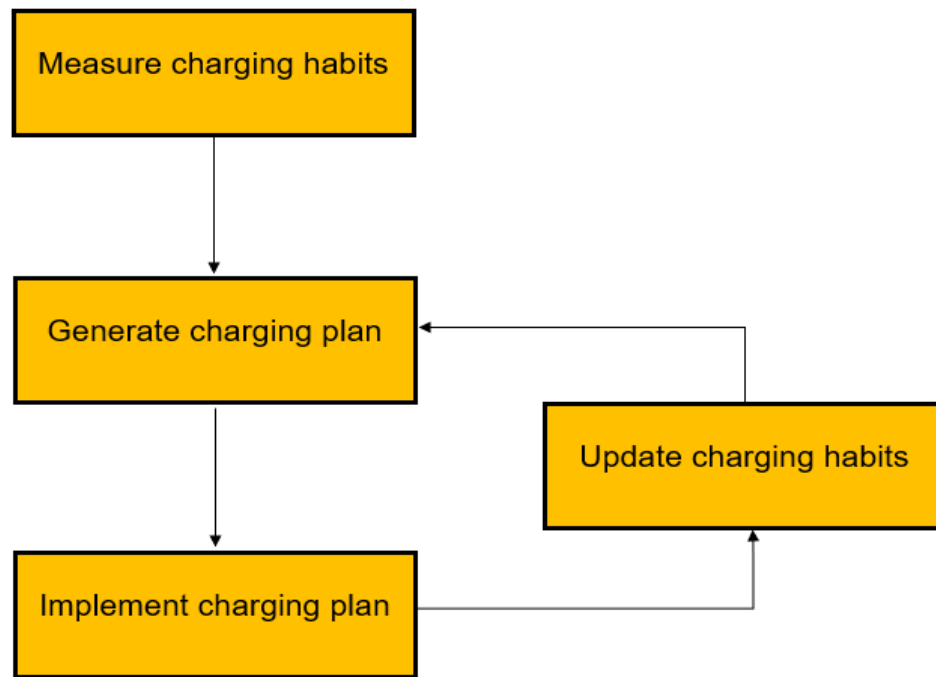 Measure charging habits
Generate charging plan
Update charging habits
Implement charging plan